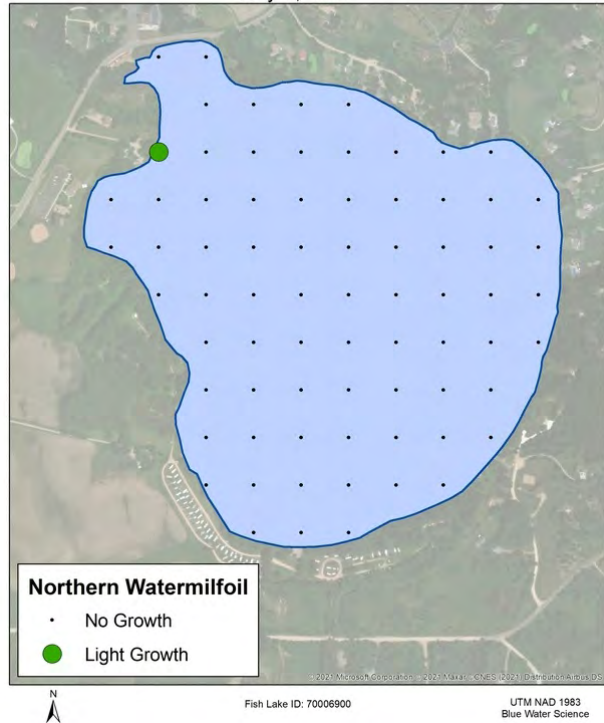 Northern Watermilfoil
No Growth
Light Growth
© 2021 Microsoft Corporation © 2021 Maxar ©CNES (2021) Distribution Airbus DS
N
Fish Lake ID: 70006900
UTM NAD 1983
Blue Water Science